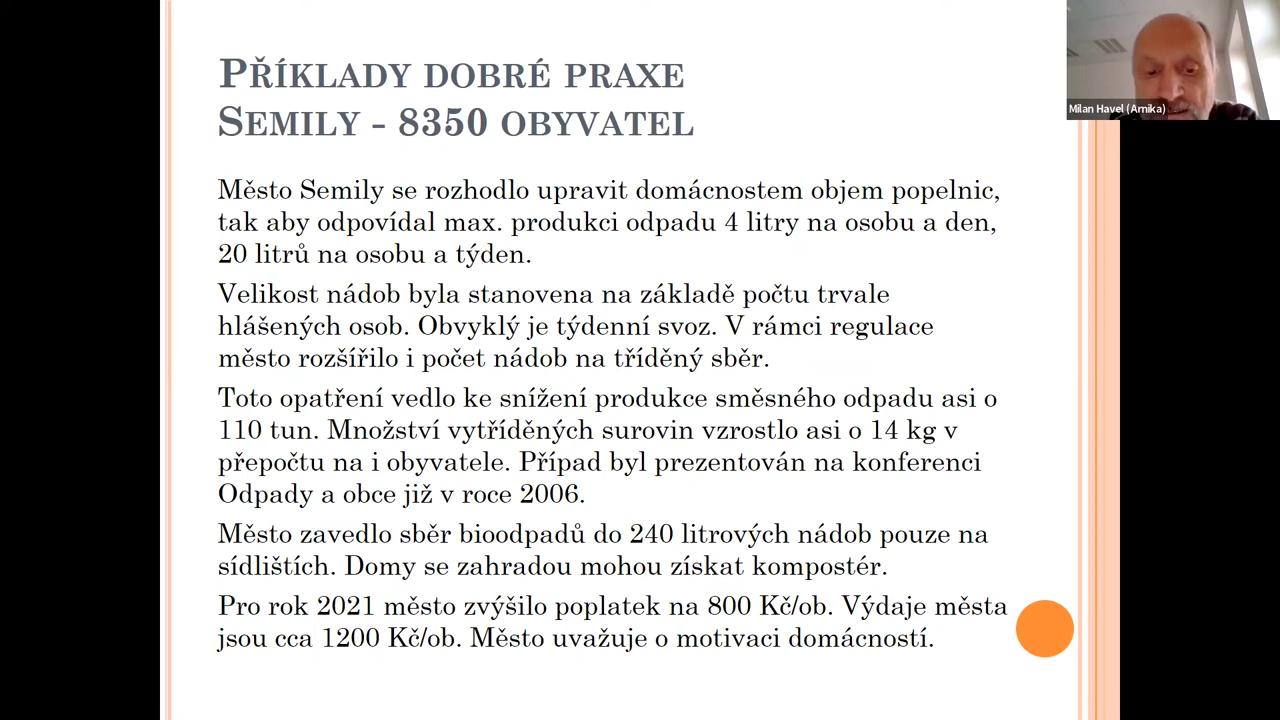 Příklady dobré praxe
Semily - 8350 obyvatel
Město Semily se rozhodlo upravit domácnostem objem popelnic,
tak aby odpovídal max. produkci odpadu 4 litry na osobu a den,
20 litrů na osobu a týden.
Velikost nádob byla stanovena na základě počtu trvale
hlášených osob. Obvyklý je týdenní svoz. V rámci regulace
město rozšířilo i počet nádob na tříděný sběr.
Toto opatření vedlo ke snížení produkce směsného odpadu asi o
110 tun. Množství vytříděných surovin vzrostlo asi o 14 kg v
přepočtu na i obyvatele. Případ byl prezentován na konferenci
Odpady a obce již v roce 2006.
Město zavedlo sběr bioodpadů do 240 litrových nádob pouze na
sídlištích. Domy se zahradou mohou získat kompostér.
Pro rok 2021 město zvýšilo poplatek na 800 Kč/ob. Výdaje města
jsou cca 1200 Kč/ob. Město uvažuje o motivaci domácností.
Milan Havel (Arnika)